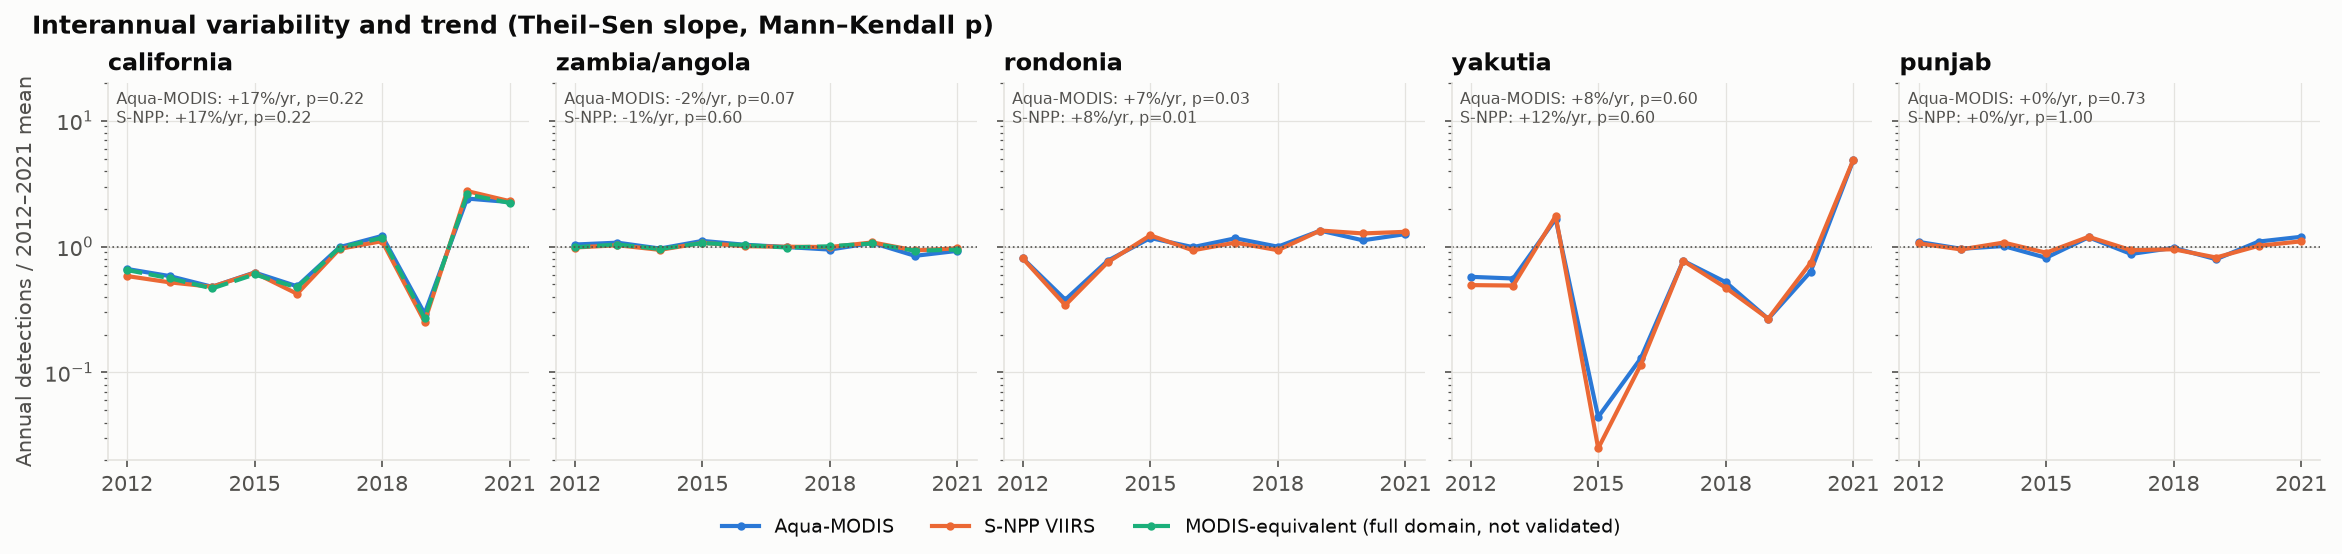 Interannual variability and trend (Theil–Sen slope, Mann–Kendall p)
california
Aqua-MODIS: +17%/yr, p=0.22
S-NPP: +17%/yr, p=0.22
zambia/angola
Aqua-MODIS: -2%/yr, p=0.07
S-NPP: -1%/yr, p=0.60
rondonia
Aqua-MODIS: +7%/yr, p=0.03
S-NPP: +8%/yr, p=0.01
yakutia
Aqua-MODIS: +8%/yr, p=0.60
S-NPP: +12%/yr, p=0.60
punjab
Aqua-MODIS: +0%/yr, p=0.73
S-NPP: +0%/yr, p=1.00
Annual detections / 2012–2021 mean
10¹
10⁰
10⁻¹
2012 2015 2018 2021
2012 2015 2018 2021
2012 2015 2018 2021
2012 2015 2018 2021
2012 2015 2018 2021
Aqua-MODIS
S-NPP VIIRS
MODIS-equivalent (full domain, not validated)